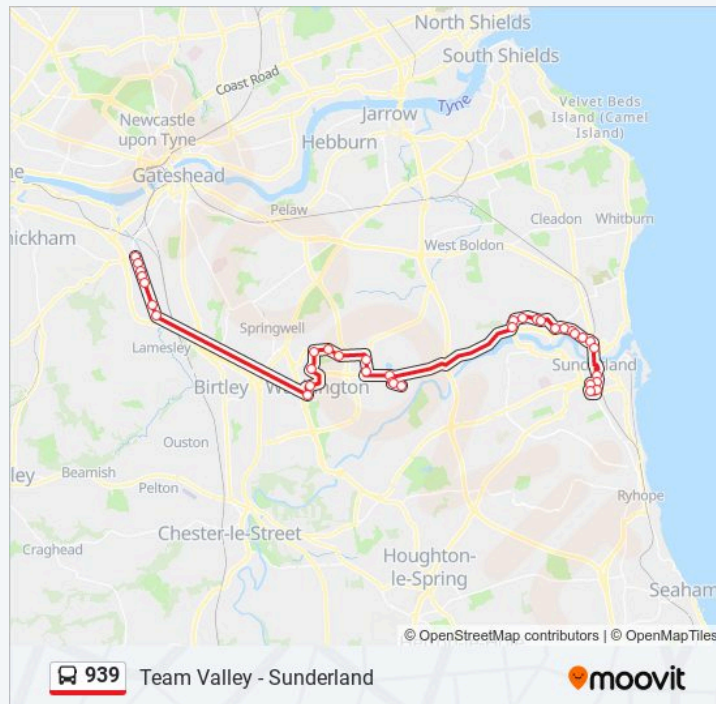 North Shields
South Shields
Coast Road
Tyne
Velvet Beds
Island (Camel
Island)
Jarrow
Newcastle
upon Tyne
Hebburn
Gateshead
Pelaw
Cleadon
Whitburn
ickham
West Boldon
Springwell
Lamesley
Sunderland
Birtley
Washington
Ouston
ley
Beamish
Pelton
Ryhope
Chester-le-Street
Craghead
Houghton-
le-Spring
Seaham
© OpenStreetMap contributors | © OpenMapTiles
939 Team Valley - Sunderland
moovit